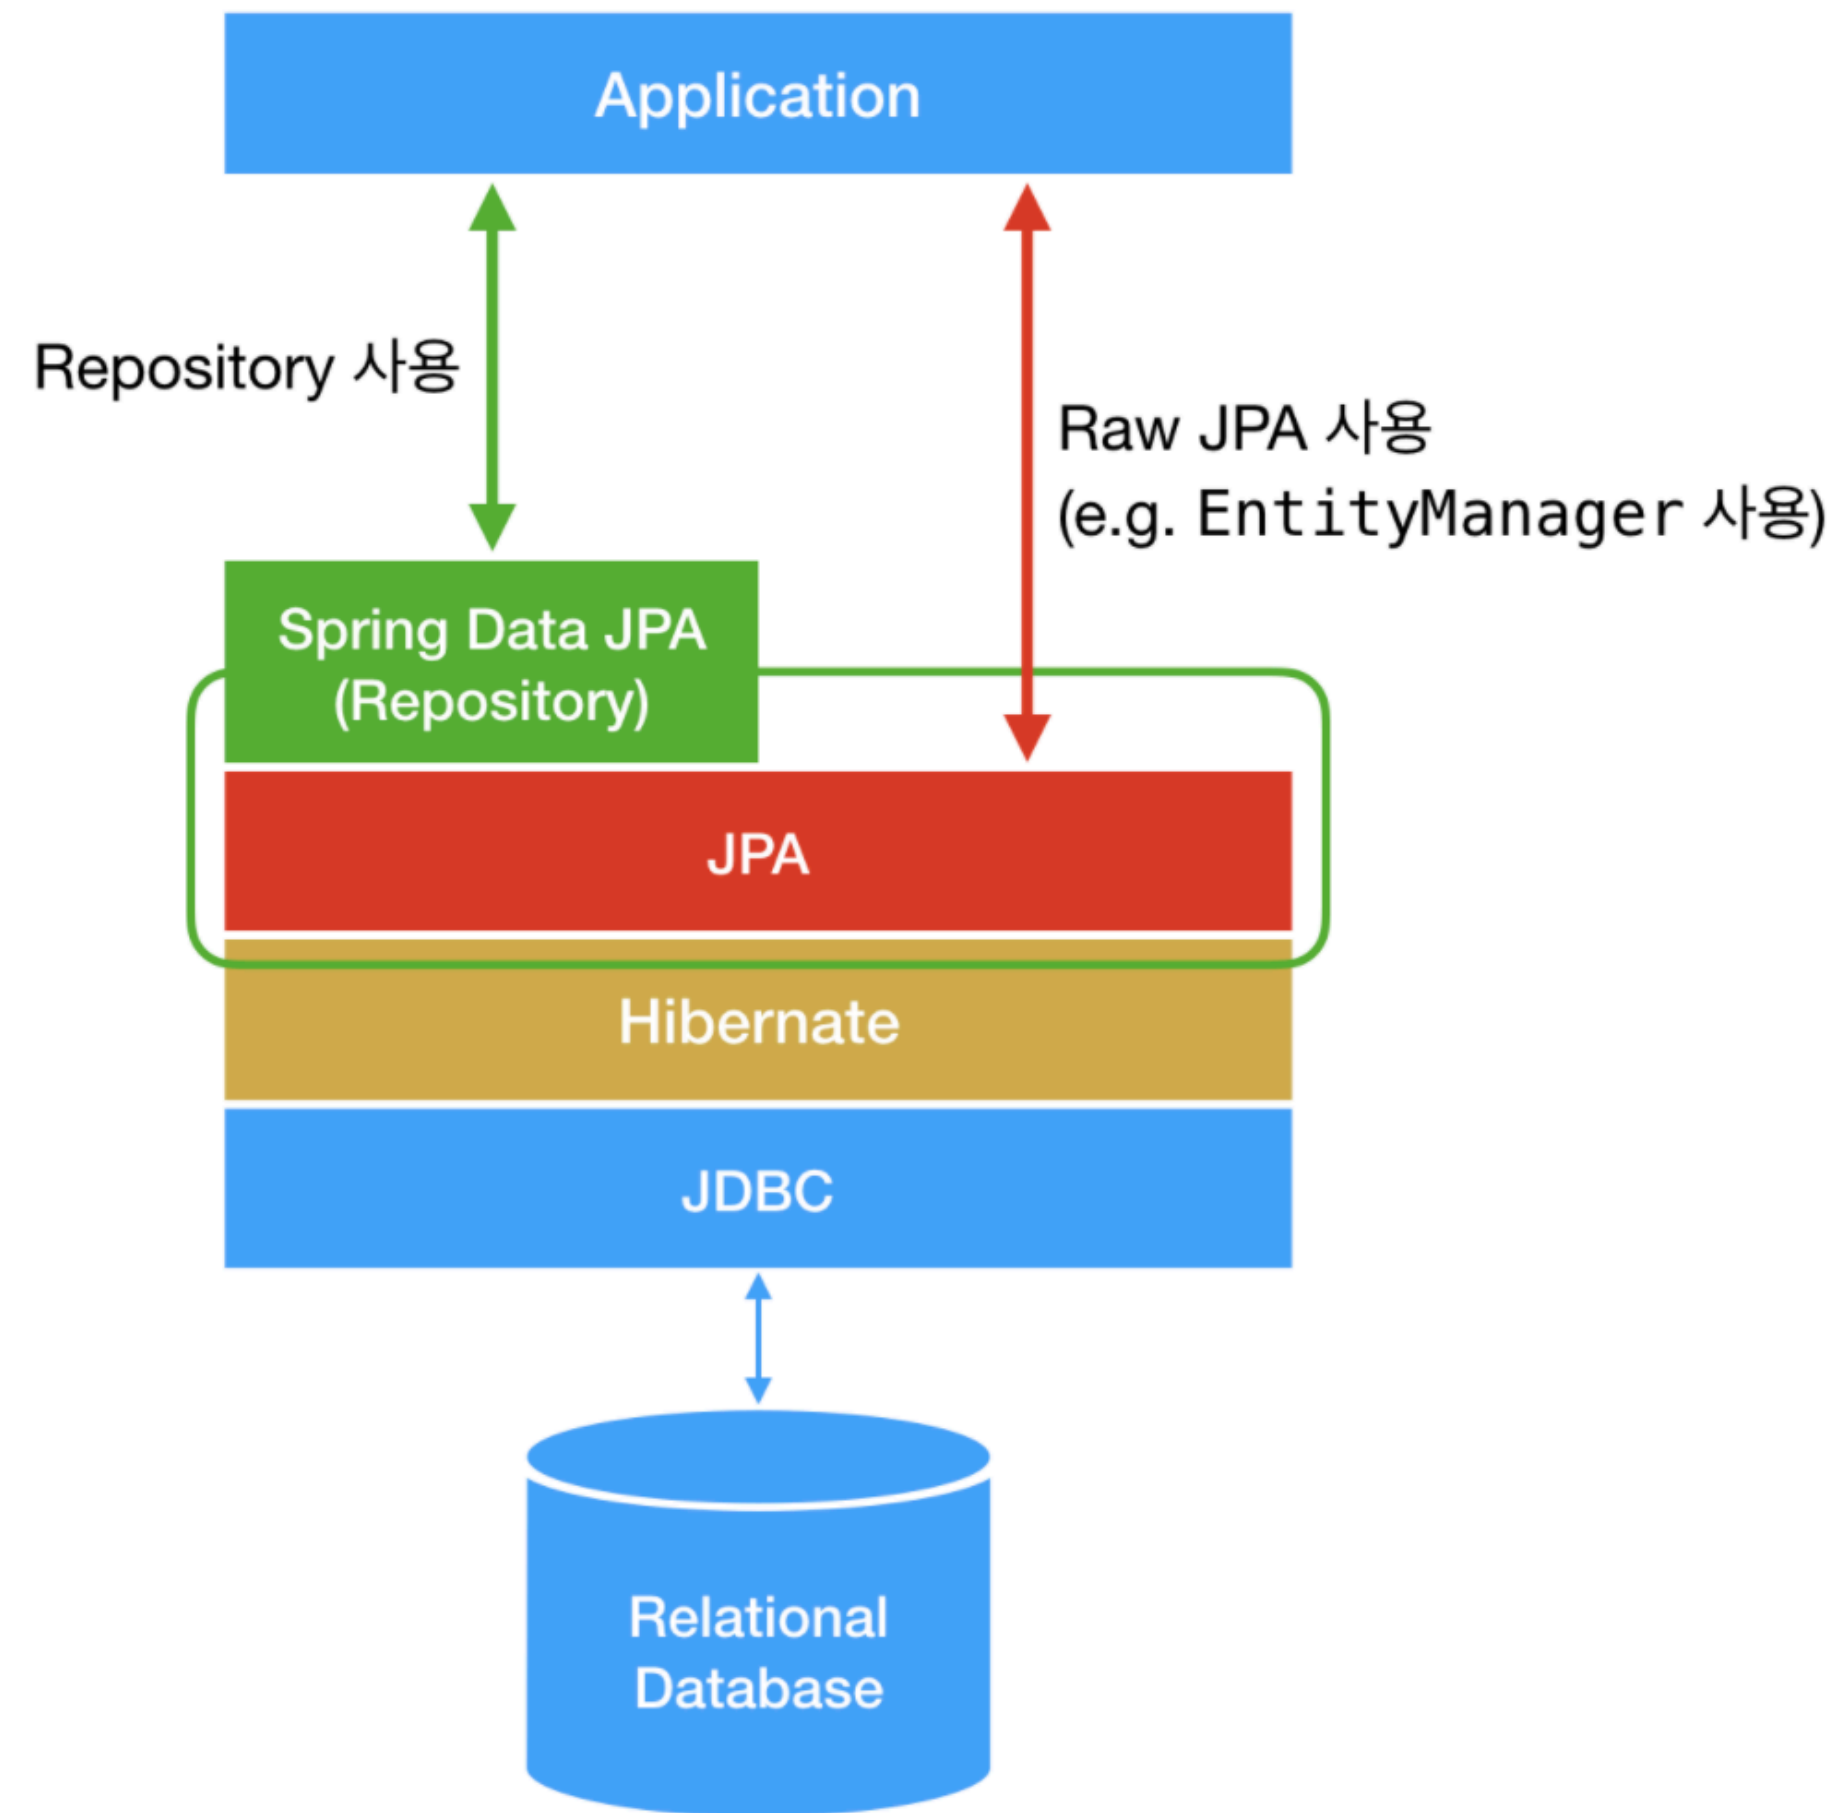 Application
Repository 사용
Raw JPA 사용
(e.g. EntityManager 사용)
Spring Data JPA
(Repository)
JPA
Hibernate
JDBC
Relational
Database